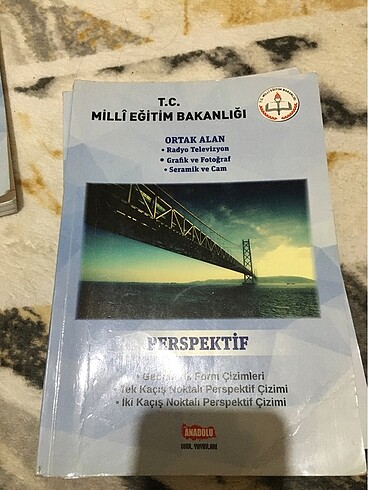 T.C.
MİLLÎ EĞİTİM BAKANLIĞI
ORTAK ALAN
• Radyo Televizyon
• Grafik ve Fotoğraf
• Seramik ve Cam
PERSPEKTİF
• Form Çizimleri
• Tek Kaçış Noktalı Perspektif Çizimi
• İki Kaçış Noktalı Perspektif Çizimi
ANADOLU